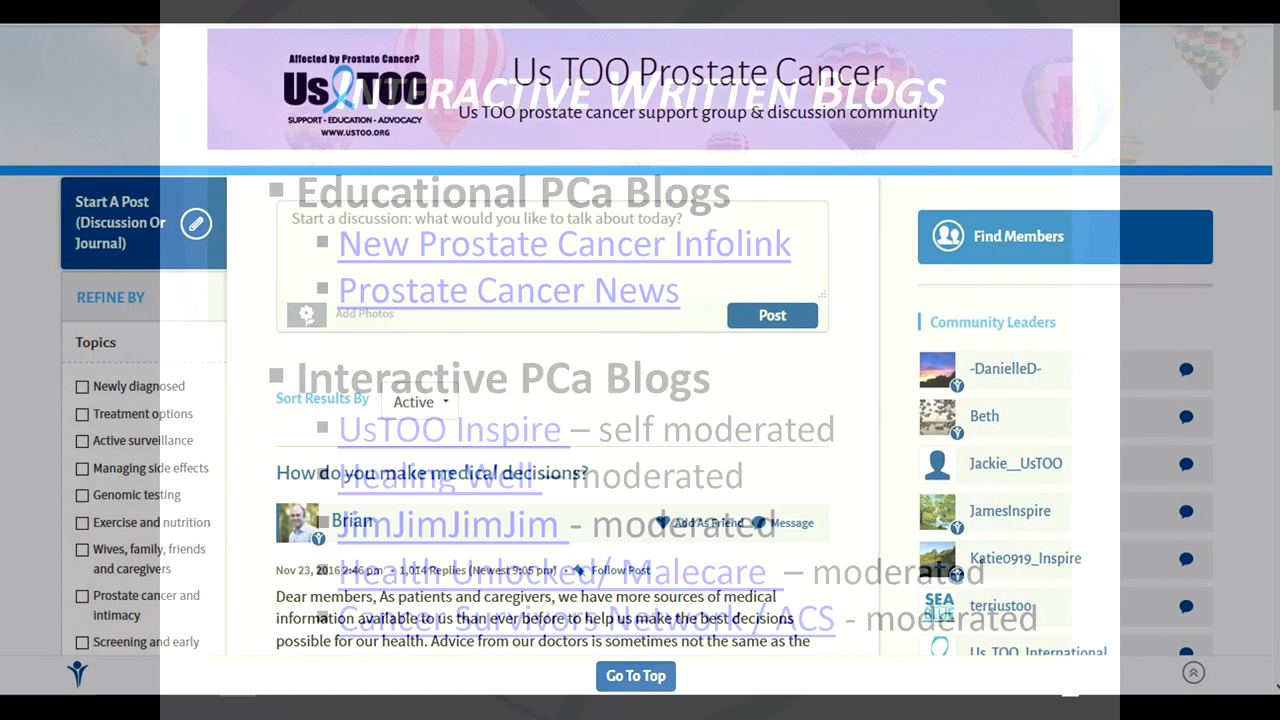 Affected by Prostate Cancer?
Us TOO
SUPPORT - EDUCATION - ADVOCACY
WWW.USTOO.ORG
Us TOO Prostate Cancer
Us TOO prostate cancer support group & discussion community
INTERACTIVE WRITTEN BLOGS
Start A Post
(Discussion Or
Journal)
REFINE BY
Topics
Newly diagnosed
Treatment options
Active surveillance
Managing side effects
Genomic testing
Exercise and nutrition
Wives, family, friends
and caregivers
Prostate cancer and
intimacy
Screening and early
Start a discussion: what would you like to talk about today?
Add Photos
Post
Sort Results By
Active
How do you make medical decisions?
Brian
Add As Friend
Message
Nov 23, 2016 2:46 pm • 1,014 Replies (Newest 9:05 pm) • Follow Post
Dear members, As patients and caregivers, we have more sources of medical
information available to us than ever before to help us make the best decisions
possible for our health. Advice from our doctors is sometimes not the same as the
Go To Top
▪ Educational PCa Blogs
▪ New Prostate Cancer Infolink
▪ Prostate Cancer News
▪ Interactive PCa Blogs
▪ UsTOO Inspire – self moderated
▪ Healing Well - moderated
▪ JimJimJimJim - moderated
▪ Health Unlocked/ Malecare – moderated
▪ Cancer Survivors Network / ACS - moderated
Find Members
Community Leaders
-DanielleD-
Beth
Jackie__UsTOO
JamesInspire
Katie0919_Inspire
SEA
BLUE
terriustoo
Us_TOO_International